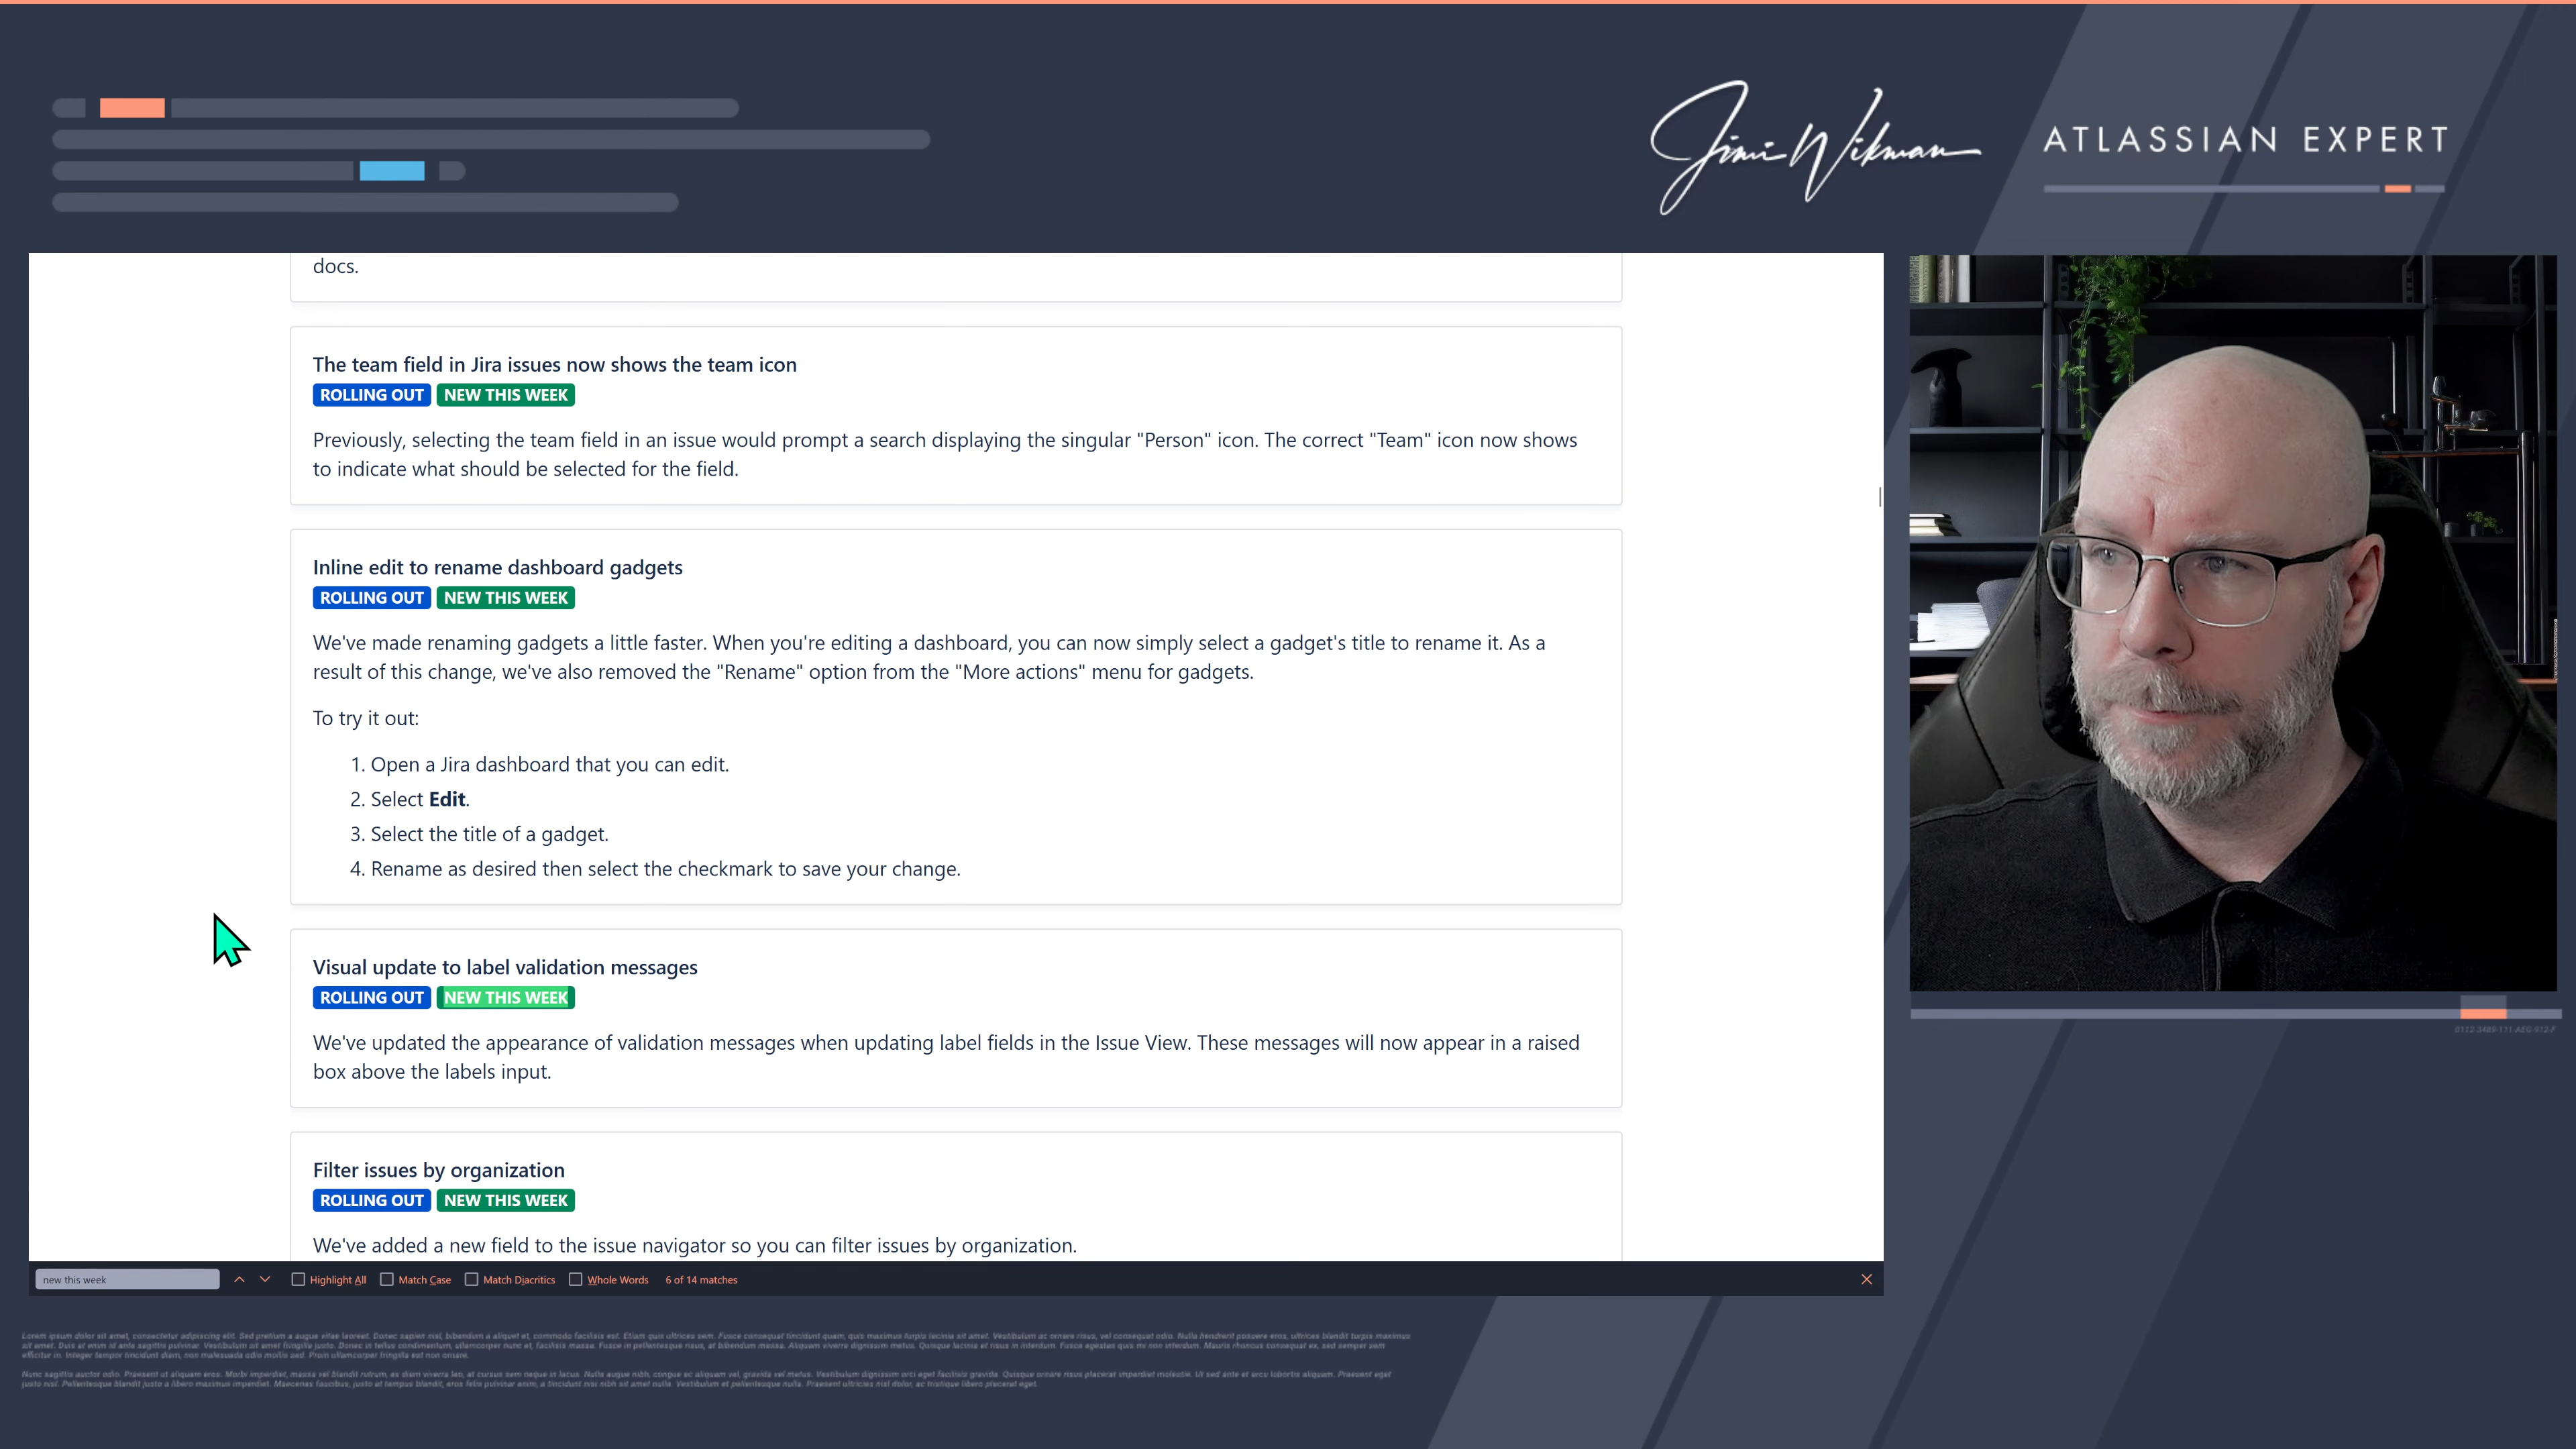 Jimi Wikman
ATLASSIAN EXPERT
docs.
The team field in Jira issues now shows the team icon
ROLLING OUT NEW THIS WEEK
Previously, selecting the team field in an issue would prompt a search displaying the singular "Person" icon. The correct "Team" icon now shows
to indicate what should be selected for the field.
Inline edit to rename dashboard gadgets
ROLLING OUT NEW THIS WEEK
We've made renaming gadgets a little faster. When you're editing a dashboard, you can now simply select a gadget's title to rename it. As a
result of this change, we've also removed the "Rename" option from the "More actions" menu for gadgets.
To try it out:
1. Open a Jira dashboard that you can edit.
2. Select Edit.
3. Select the title of a gadget.
4. Rename as desired then select the checkmark to save your change.
Visual update to label validation messages
ROLLING OUT NEW THIS WEEK
We've updated the appearance of validation messages when updating label fields in the Issue View. These messages will now appear in a raised
box above the labels input.
Filter issues by organization
ROLLING OUT NEW THIS WEEK
We've added a new field to the issue navigator so you can filter issues by organization.
new this week Highlight All Match Case Match Diacritics Whole Words 6 of 14 matches